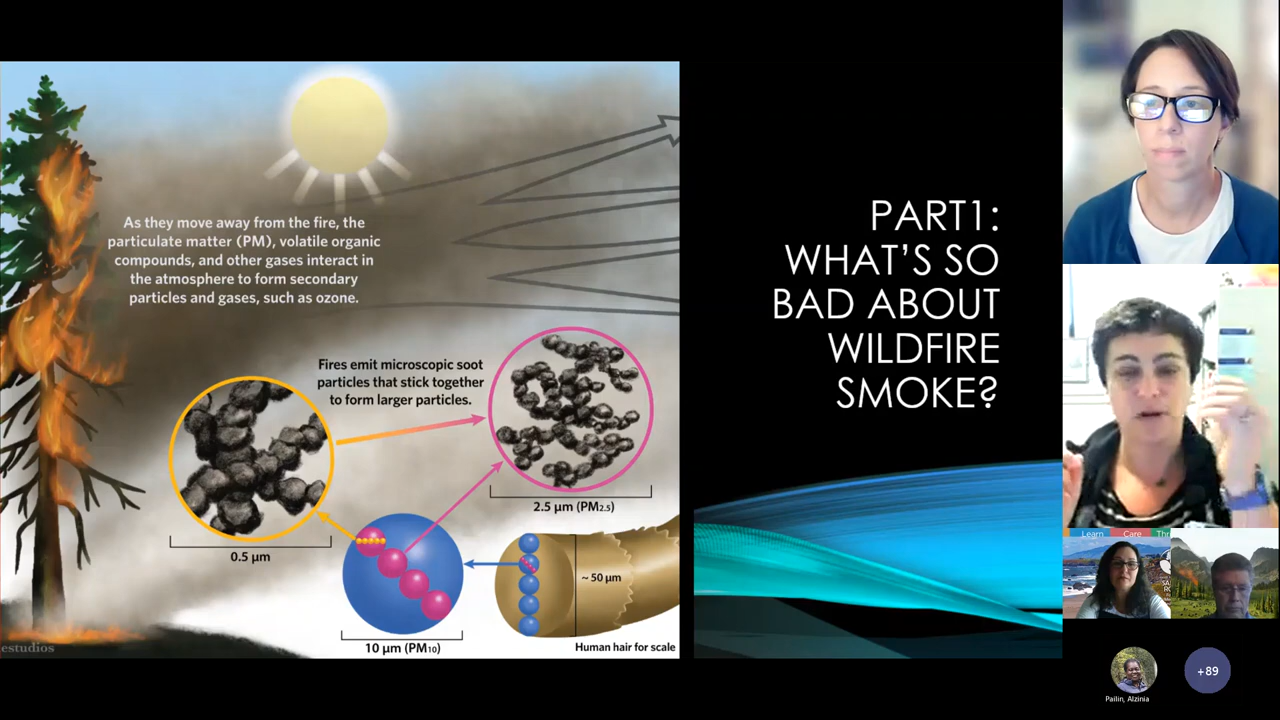 As they move away from the fire, the
particulate matter (PM), volatile organic
compounds, and other gases interact in
the atmosphere to form secondary
particles and gases, such as ozone.
Fires emit microscopic soot
particles that stick together
to form larger particles.
2.5 µm (PM2.5)
0.5 µm
~ 50 µm
10 µm (PM10)
Human hair for scale
estudios
PART1:
WHAT'S SO
BAD ABOUT
WILDFIRE
SMOKE?
Learn Care
Pailin, Alzinia
+89